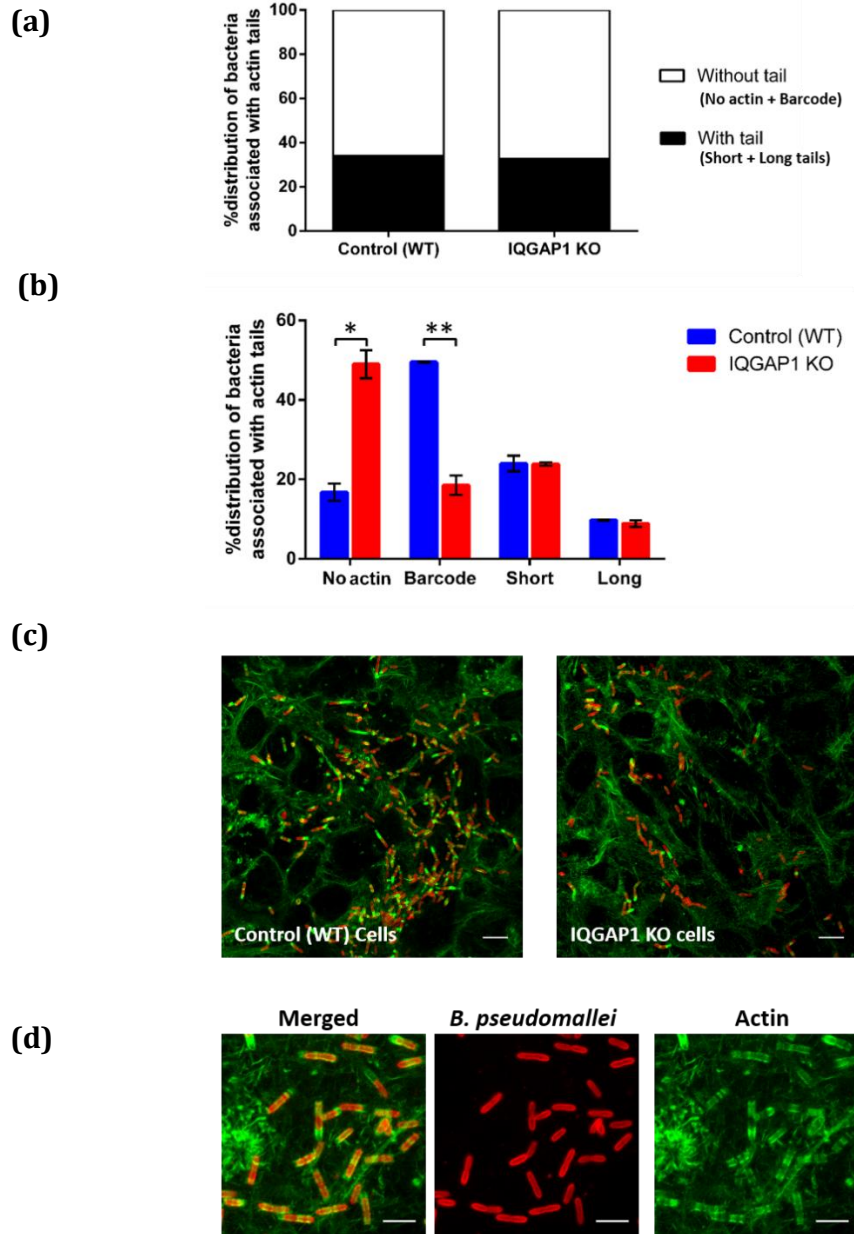 (a)
%distribution of bacteria
associated with actin tails
100
80
60
40
20
0
Control (WT)
IQGAP1 KO
Without tail
(No actin + Barcode)
With tail
(Short + Long tails)
(b)
%distribution of bacteria
associated with actin tails
60
40
20
0
*
**
No actin
Barcode
Short
Long
Control (WT)
IQGAP1 KO
(c)
Control (WT) Cells
IQGAP1 KO cells
(d)
Merged
B. pseudomallei
Actin